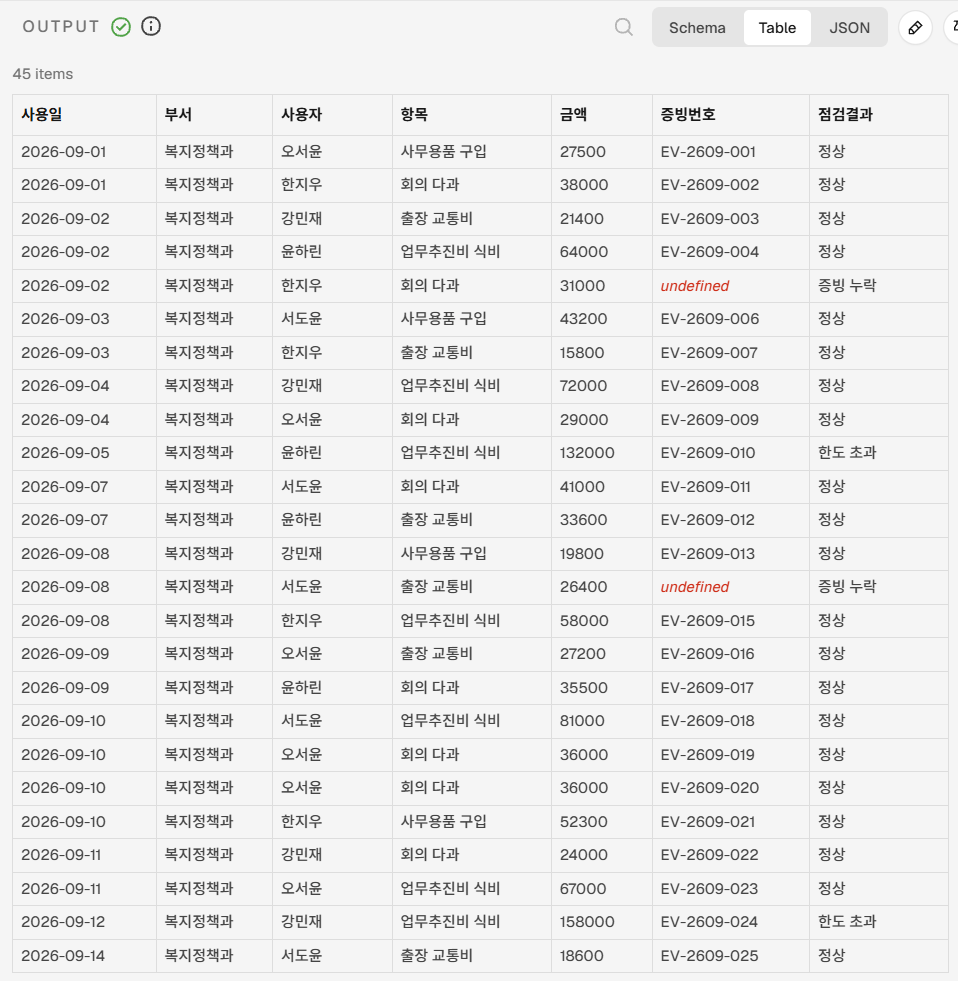 OUTPUT
Schema Table JSON
45 items
사용일 부서 사용자 항목 금액 증빙번호 점검결과
2026-09-01 복지정책과 오서윤 사무용품 구입 27500 EV-2609-001 정상
2026-09-01 복지정책과 한지우 회의 다과 38000 EV-2609-002 정상
2026-09-02 복지정책과 강민재 출장 교통비 21400 EV-2609-003 정상
2026-09-02 복지정책과 윤하린 업무추진비 식비 64000 EV-2609-004 정상
2026-09-02 복지정책과 한지우 회의 다과 31000 undefined 증빙 누락
2026-09-03 복지정책과 서도윤 사무용품 구입 43200 EV-2609-006 정상
2026-09-03 복지정책과 한지우 출장 교통비 15800 EV-2609-007 정상
2026-09-04 복지정책과 강민재 업무추진비 식비 72000 EV-2609-008 정상
2026-09-04 복지정책과 오서윤 회의 다과 29000 EV-2609-009 정상
2026-09-05 복지정책과 윤하린 업무추진비 식비 132000 EV-2609-010 한도 초과
2026-09-07 복지정책과 서도윤 회의 다과 41000 EV-2609-011 정상
2026-09-07 복지정책과 윤하린 출장 교통비 33600 EV-2609-012 정상
2026-09-08 복지정책과 강민재 사무용품 구입 19800 EV-2609-013 정상
2026-09-08 복지정책과 서도윤 출장 교통비 26400 undefined 증빙 누락
2026-09-08 복지정책과 한지우 업무추진비 식비 58000 EV-2609-015 정상
2026-09-09 복지정책과 오서윤 출장 교통비 27200 EV-2609-016 정상
2026-09-09 복지정책과 윤하린 회의 다과 35500 EV-2609-017 정상
2026-09-10 복지정책과 서도윤 업무추진비 식비 81000 EV-2609-018 정상
2026-09-10 복지정책과 오서윤 회의 다과 36000 EV-2609-019 정상
2026-09-10 복지정책과 오서윤 회의 다과 36000 EV-2609-020 정상
2026-09-10 복지정책과 한지우 사무용품 구입 52300 EV-2609-021 정상
2026-09-11 복지정책과 강민재 회의 다과 24000 EV-2609-022 정상
2026-09-11 복지정책과 오서윤 업무추진비 식비 67000 EV-2609-023 정상
2026-09-12 복지정책과 강민재 업무추진비 식비 158000 EV-2609-024 한도 초과
2026-09-14 복지정책과 서도윤 출장 교통비 18600 EV-2609-025 정상